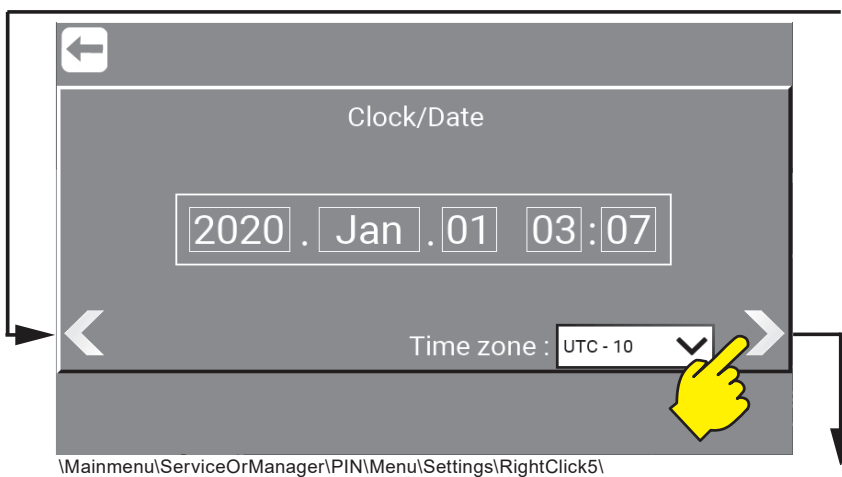 Clock/Date
2020 . Jan . 01 03 : 07
Time zone : UTC - 10
\Mainmenu\ServiceOrManager\PIN\Menu\Settings\RightClick5\